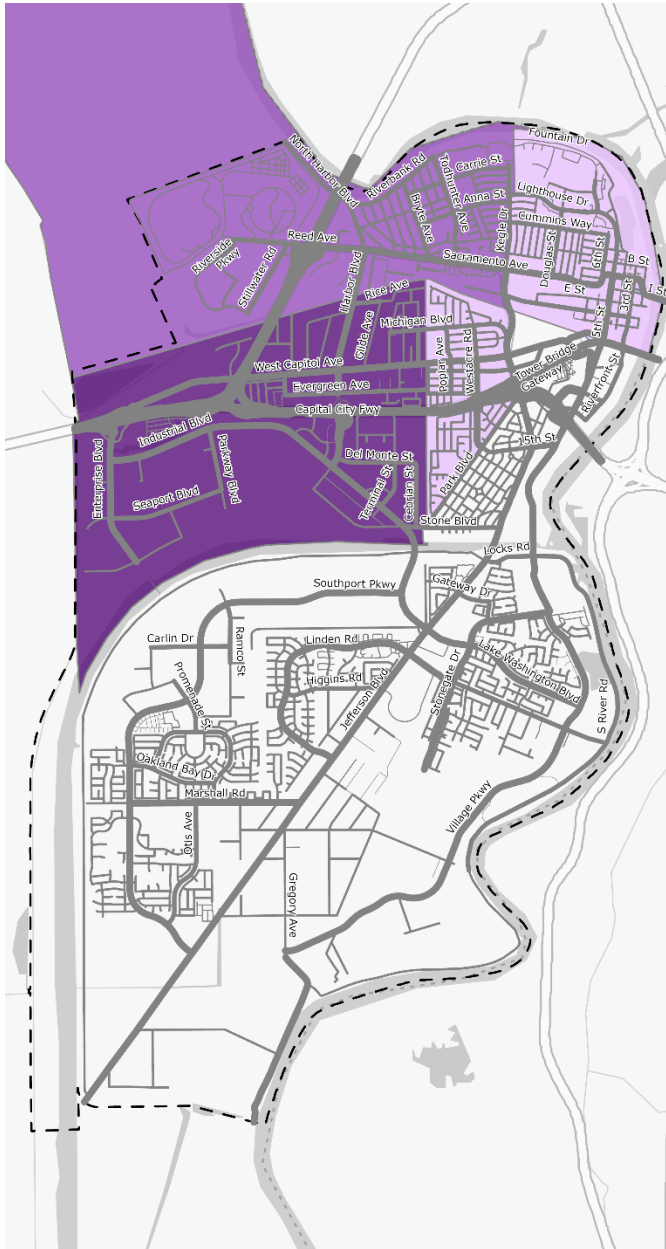 Fountain Dr
North Harbor Blvd
Riverbank Rd
Carrie St
Todhunter Ave
Lighthouse Dr
Anna St
Bryte Ave
Kegle Dr
Cummins Way
Reed Ave
Douglas St
6th St
Riverside
Pkwy
Stillwater Rd
Sacramento Ave
B St
Harbor Blvd
Rice Ave
E St
3rd St
I St
Michigan Blvd
5th St
Gilde Ave
Poplar Ave
Westacre Rd
West Capitol Ave
Tower Bridge
Gateway
Riverfront St
Evergreen Ave
Capital City Fwy
Industrial Blvd
15th St
Enterprise Blvd
Parkway Blvd
Del Monte St
Park Blvd
Seaport Blvd
Terminal St
Cebrian St
Stone Blvd
Locks Rd
Southport Pkwy
Gateway Dr
Carlin Dr
Ramco St
Linden Rd
Lake Washington Blvd
Promenade St
Higgins Rd
Jefferson Blvd
Stonegate Dr
S River Rd
Oakland Bay Dr
Marshall Rd
Village Pkwy
Otis Ave
Gregory Ave